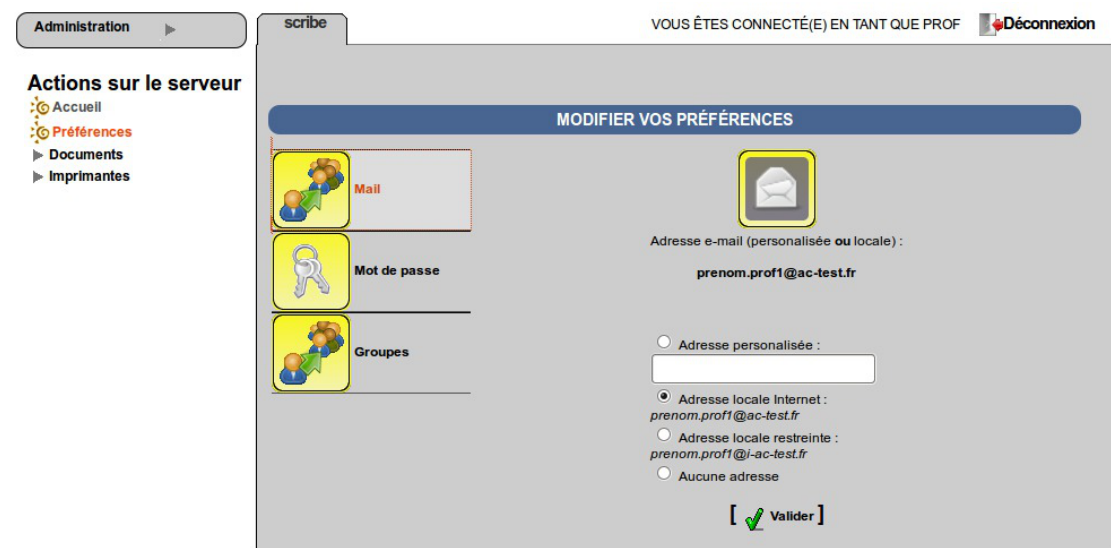 Administration
scribe
VOUS ÊTES CONNECTÉ(E) EN TANT QUE PROF
Déconnexion
Actions sur le serveur
Accueil
Préférences
Documents
Imprimantes
MODIFIER VOS PRÉFÉRENCES
Mail
Mot de passe
Groupes
Adresse e-mail (personalisée ou locale) :
prenom.prof1@ac-test.fr
Adresse personalisée :
Adresse locale Internet :
prenom.prof1@ac-test.fr
Adresse locale restreinte :
prenom.prof1@i-ac-test.fr
Aucune adresse
[ Valider ]